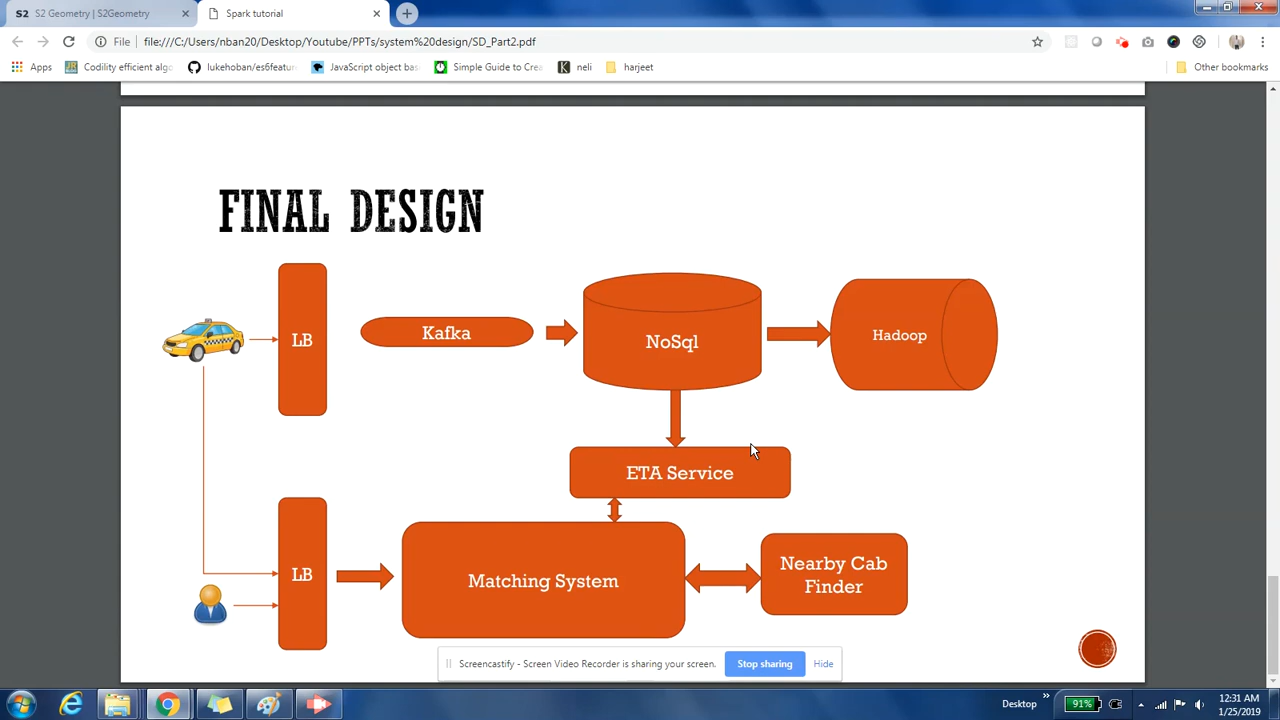 S2 S2 Geometry | S2Geometry
Spark tutorial
File file:///C:/Users/nban20/Desktop/Youtube/PPTs/system%20design/SD_Part2.pdf
Apps
Codility efficient algo
lukehoban/es6featur
JavaScript object bas
Simple Guide to Crea
neli
harjeet
Other bookmarks
FINAL DESIGN
LB
Kafka
NoSql
Hadoop
ETA Service
LB
Matching System
Nearby Cab
Finder
Screencastify - Screen Video Recorder is sharing your screen.
Stop sharing
Hide
Desktop
91%
12:31 AM
1/25/2019